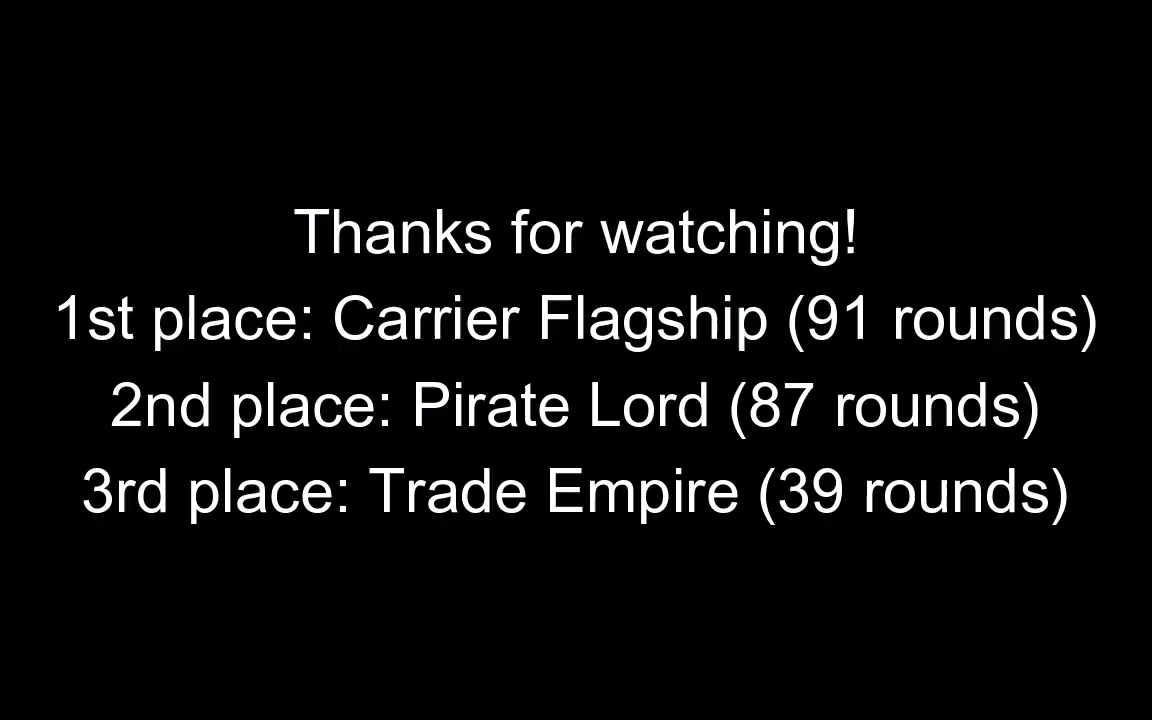 Thanks for watching!
1st place: Carrier Flagship (91 rounds)
2nd place: Pirate Lord (87 rounds)
3rd place: Trade Empire (39 rounds)